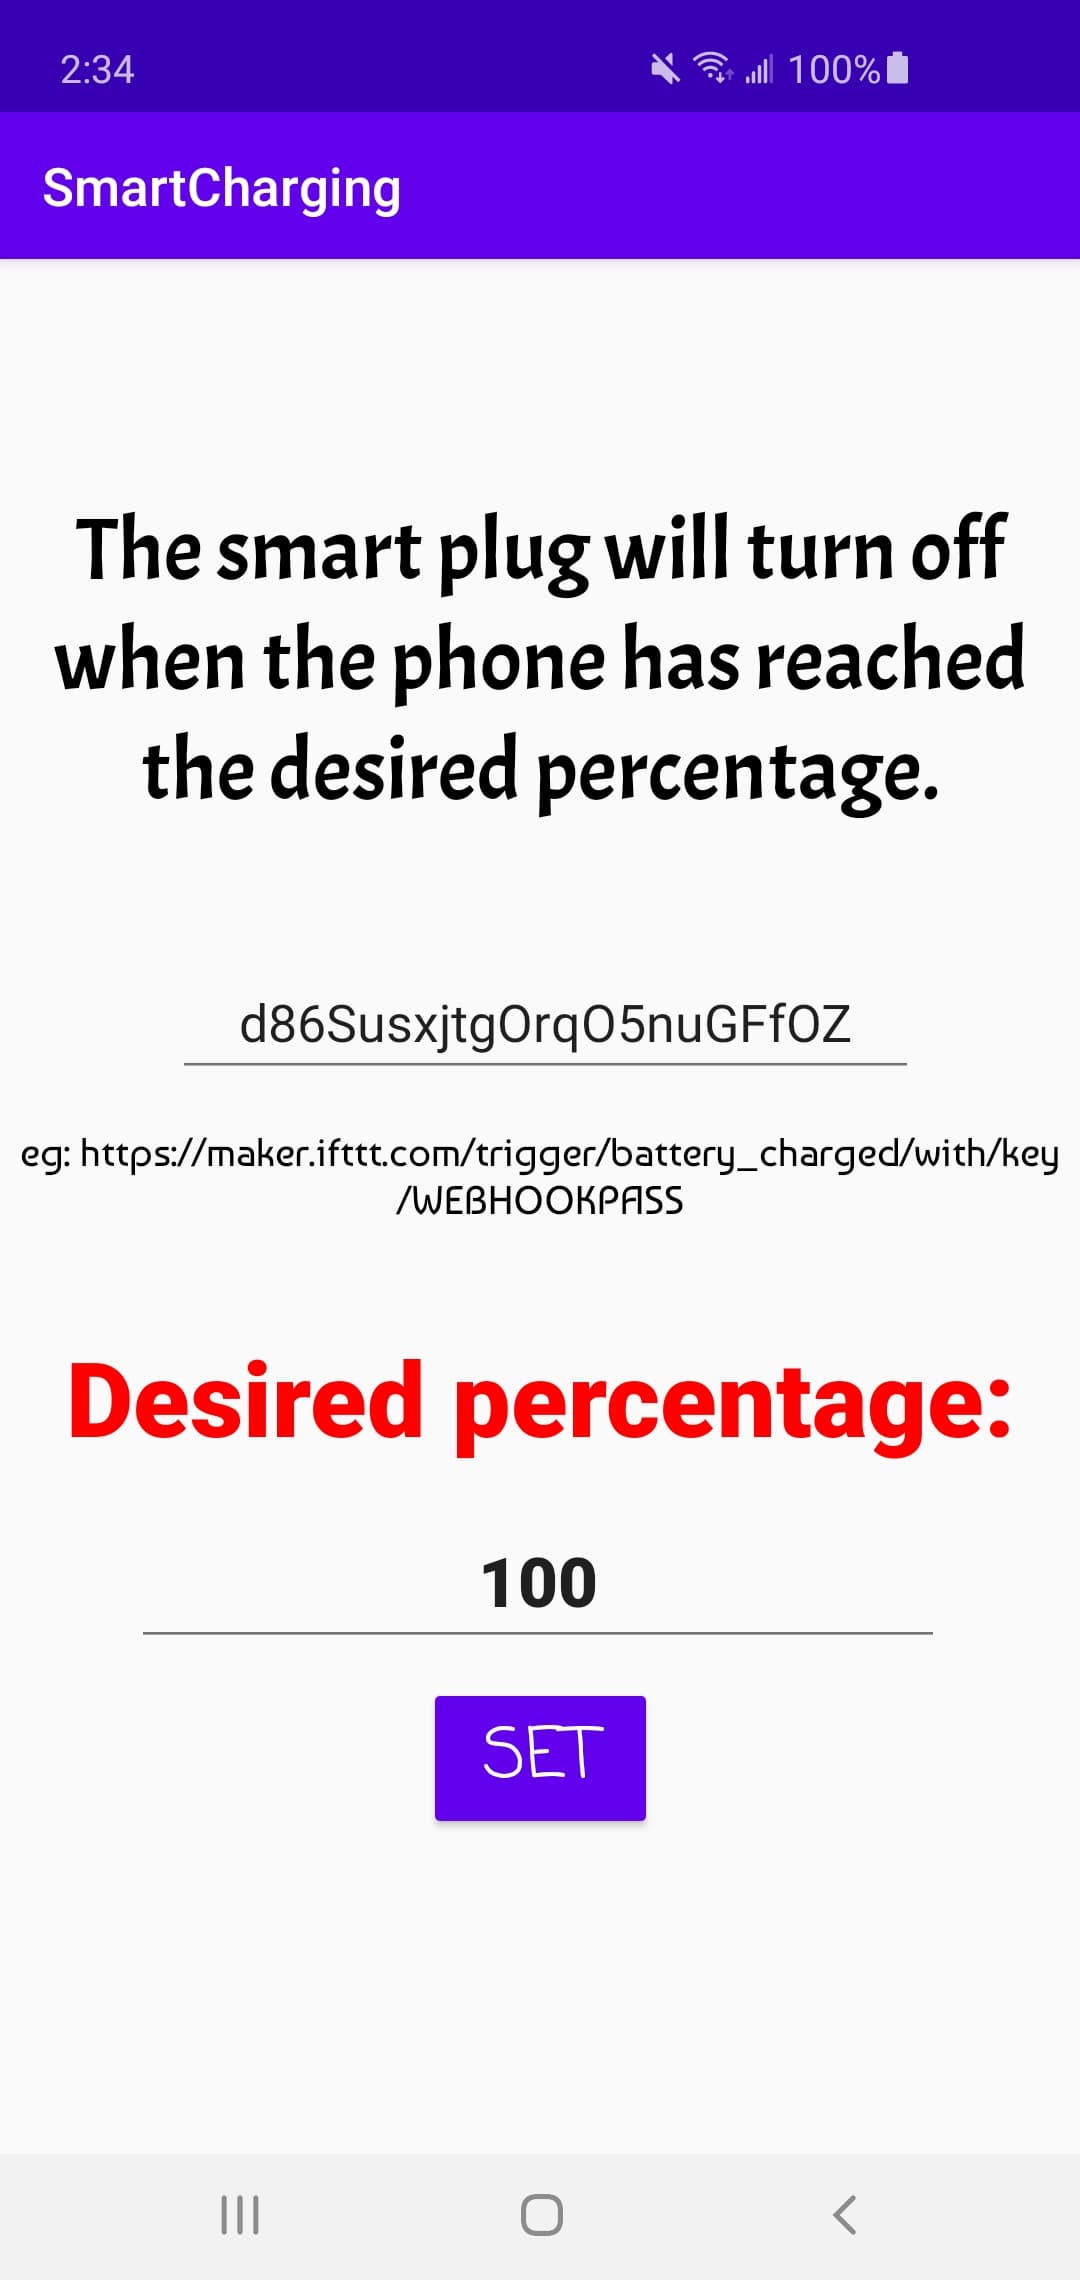 2:34 100%
SmartCharging
The smart plug will turn off
when the phone has reached
the desired percentage.
d86SusxjtgOrqO5nuGFfOZ
eg: https://maker.ifttt.com/trigger/battery_charged/with/key
/WEBHOOKPASS
Desired percentage:
100
SET